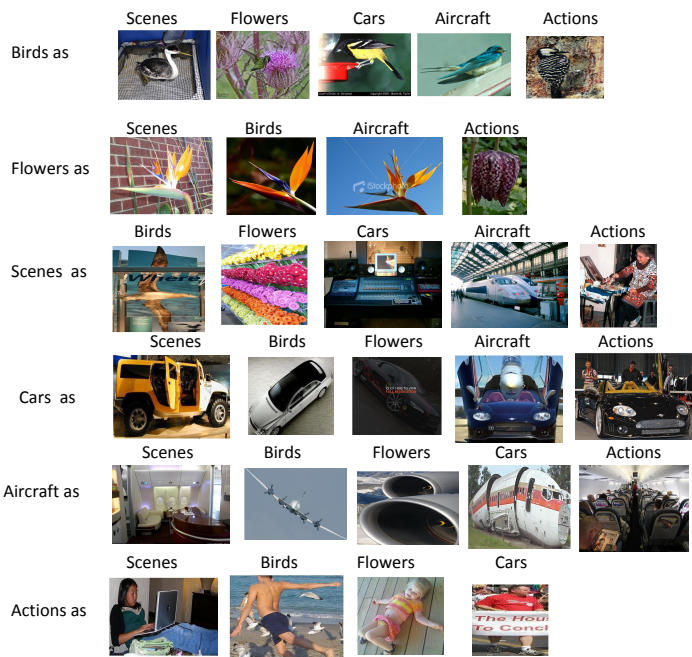 Scenes Flowers Cars Aircraft Actions
Birds as
Scenes Birds Aircraft Actions
Flowers as
iStockphoto
Birds Flowers Cars Aircraft Actions
Scenes as
Where
Scenes Birds Flowers Aircraft Actions
Cars as
Scenes Birds Flowers Cars Actions
Aircraft as
Scenes Birds Flowers Cars
Actions as
The Hou
To Concl